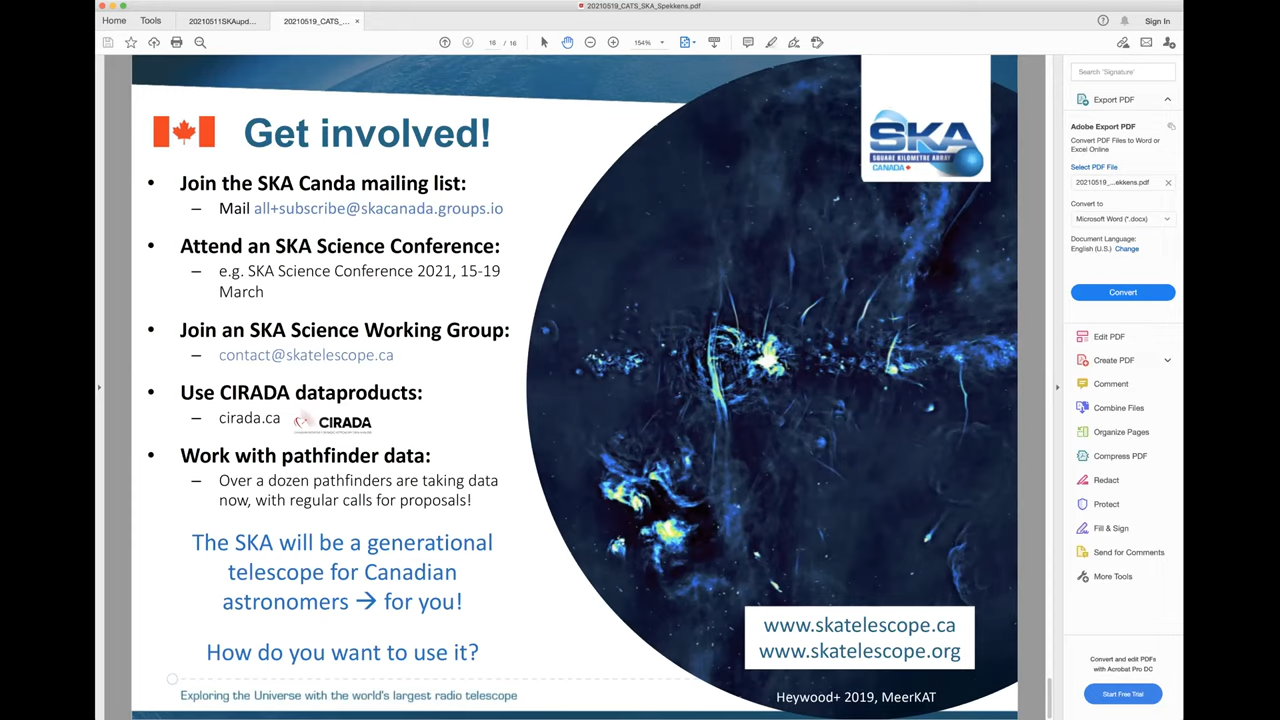 20210519_CATS_SKA_Spekkens.pdf
Home
Tools
20210511SKAupd...
20210519_CATS_...
×
Sign In
16 / 16
154%
Get involved!
• Join the SKA Canda mailing list:
– Mail all+subscribe@skacanada.groups.io
• Attend an SKA Science Conference:
– e.g. SKA Science Conference 2021, 15-19
March
• Join an SKA Science Working Group:
– contact@skatelescope.ca
• Use CIRADA dataproducts:
– cirada.ca
CIRADA
• Work with pathfinder data:
– Over a dozen pathfinders are taking data
now, with regular calls for proposals!
The SKA will be a generational
telescope for Canadian
astronomers → for you!
How do you want to use it?
Exploring the Universe with the world's largest radio telescope
SKA
SQUARE KILOMETRE ARRAY
CANADA
www.skatelescope.ca
www.skatelescope.org
Heywood+ 2019, MeerKAT
Search 'Signature'
Export PDF
Adobe Export PDF
Convert PDF Files to Word or
Excel Online
Select PDF File
20210519_...ekkens.pdf
Convert to
Microsoft Word (*.docx)
Document Language:
English (U.S.) Change
Convert
Edit PDF
Create PDF
Comment
Combine Files
Organize Pages
Compress PDF
Redact
Protect
Fill & Sign
Send for Comments
More Tools
Convert and edit PDFs
with Acrobat Pro DC
Start Free Trial